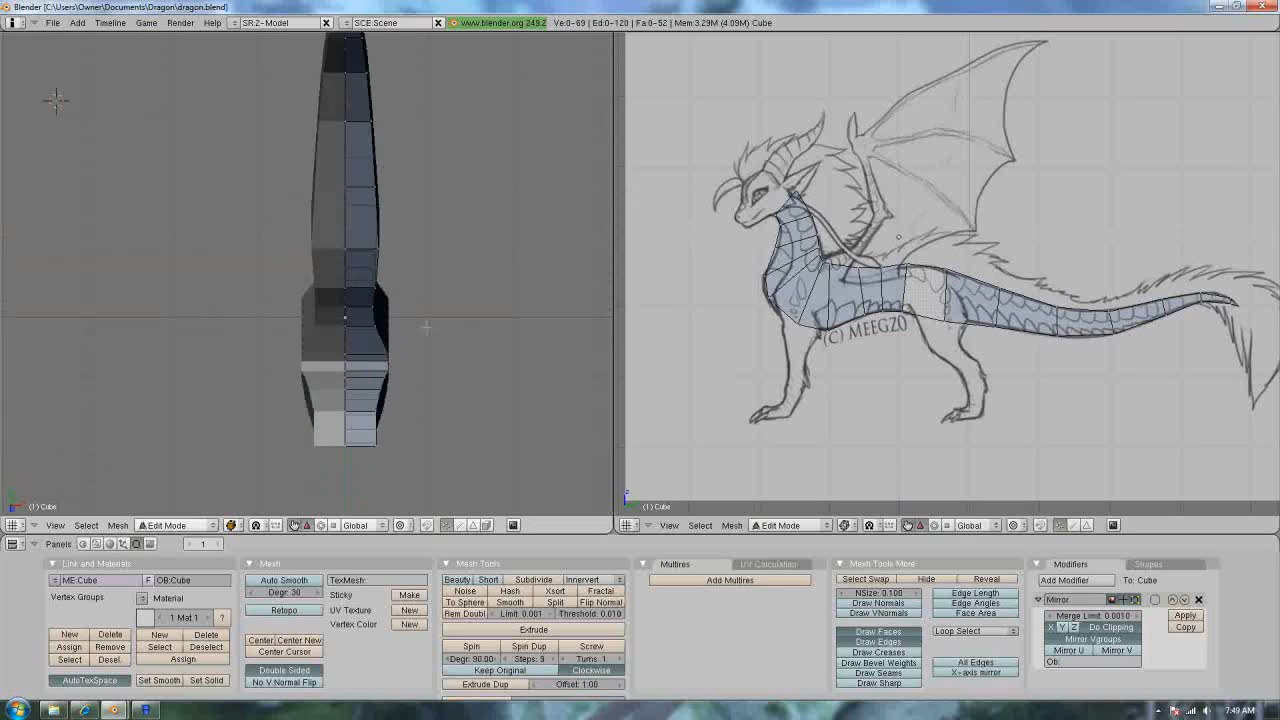 Blender [C:\Users\Owner\Documents\Dragon\dragon.blend]
File Add Timeline Game Render Help SR:2-Model SCE:Scene www.blender.org 249.2 Ve:0-69 | Ed:0-120 | Fa:0-52 | Mem:3.29M (4.09M) Cube
(C) MEEGZO
(1) Cube
(1) Cube
View Select Mesh Edit Mode Global
View Select Mesh Edit Mode Global
Panels 1
Link and Materials
ME:Cube F OB:Cube
Vertex Groups
Material
1 Mat 1 ?
New Delete
Assign Remove
Select Desel.
New Delete
Select Deselect
Assign
AutoTexSpace
Set Smooth Set Solid
Mesh
Auto Smooth
Degr: 30
Retopo
Center Center New
Center Cursor
Double Sided
No V.Normal Flip
TexMesh:
Sticky Make
UV Texture New
Vertex Color New
Mesh Tools
Beauty Short Subdivide Innervert
Noise Hash Xsort Fractal
To Sphere Smooth Split Flip Normal
Rem Doubl Limit: 0.001 Threshold: 0.010
Extrude
Spin Spin Dup Screw
Degr: 90.00 Steps: 9 Turns: 1
Keep Original Clockwise
Extrude Dup Offset: 1.00
Multires UV Calculation
Add Multires
Mesh Tools More
Select Swap Hide Reveal
NSize: 0.100
Draw Normals
Draw VNormals
Draw Faces
Draw Edges
Draw Creases
Draw Bevel Weights
Draw Seams
Draw Sharp
Edge Length
Edge Angles
Face Area
Loop Select
All Edges
X-axis mirror
Modifiers Shapes
Add Modifier To: Cube
Mirror
Merge Limit: 0.0010
X Y Z Do Clipping
Mirror Vgroups
Mirror U Mirror V
Ob:
Apply
Copy
7:49 AM